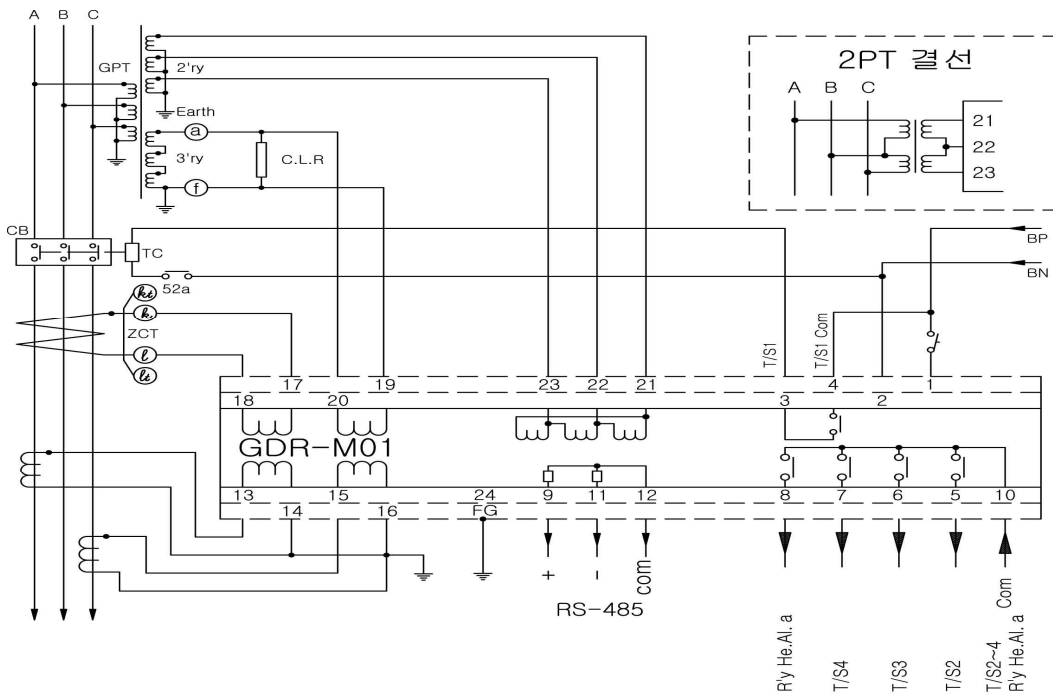 A B C
GPT
2'ry
Earth
a
3'ry
C.L.R
f
2PT 결선
A B C
21
22
23
CB
TC
52a
BP
BN
kt
k
ZCT
l
lt
T/S1
T/S1 Com
17 19 23 22 21 4 1
18 20 3 2
GDR-M01
13 15 24 9 11 12 8 7 6 5 10
14 16 FG
+
-
com
RS-485
R'y He.Al. a
T/S4
T/S3
T/S2
T/S2~4 Com
R'y He.Al. a